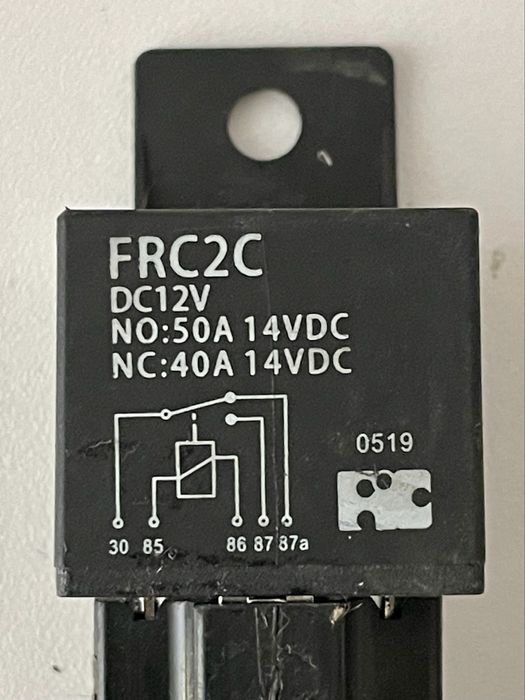 FRC2C
DC12V
NO:50A 14VDC
NC:40A 14VDC
0519
30 85 86 87 87a